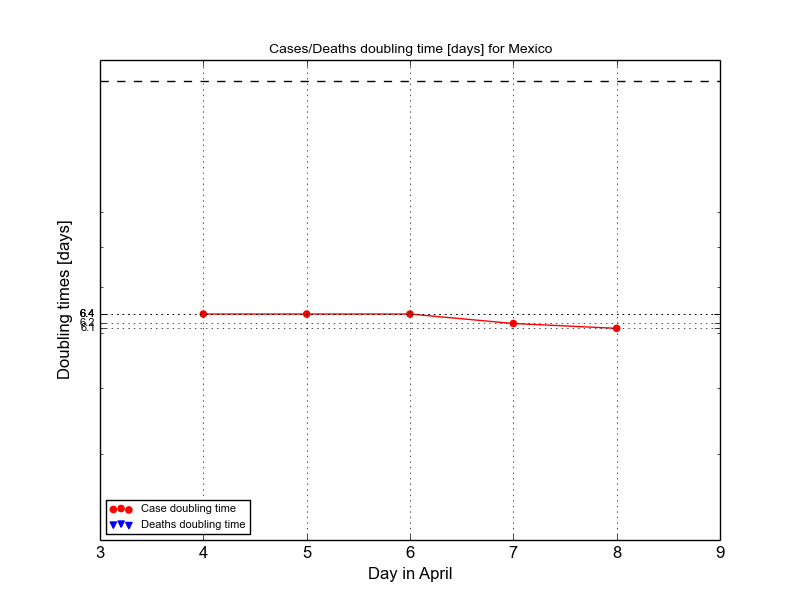 Cases/Deaths doubling time [days] for Mexico
Doubling times [days]
6.4
6.2
6.1
Case doubling time
Deaths doubling time
3 4 5 6 7 8 9
Day in April